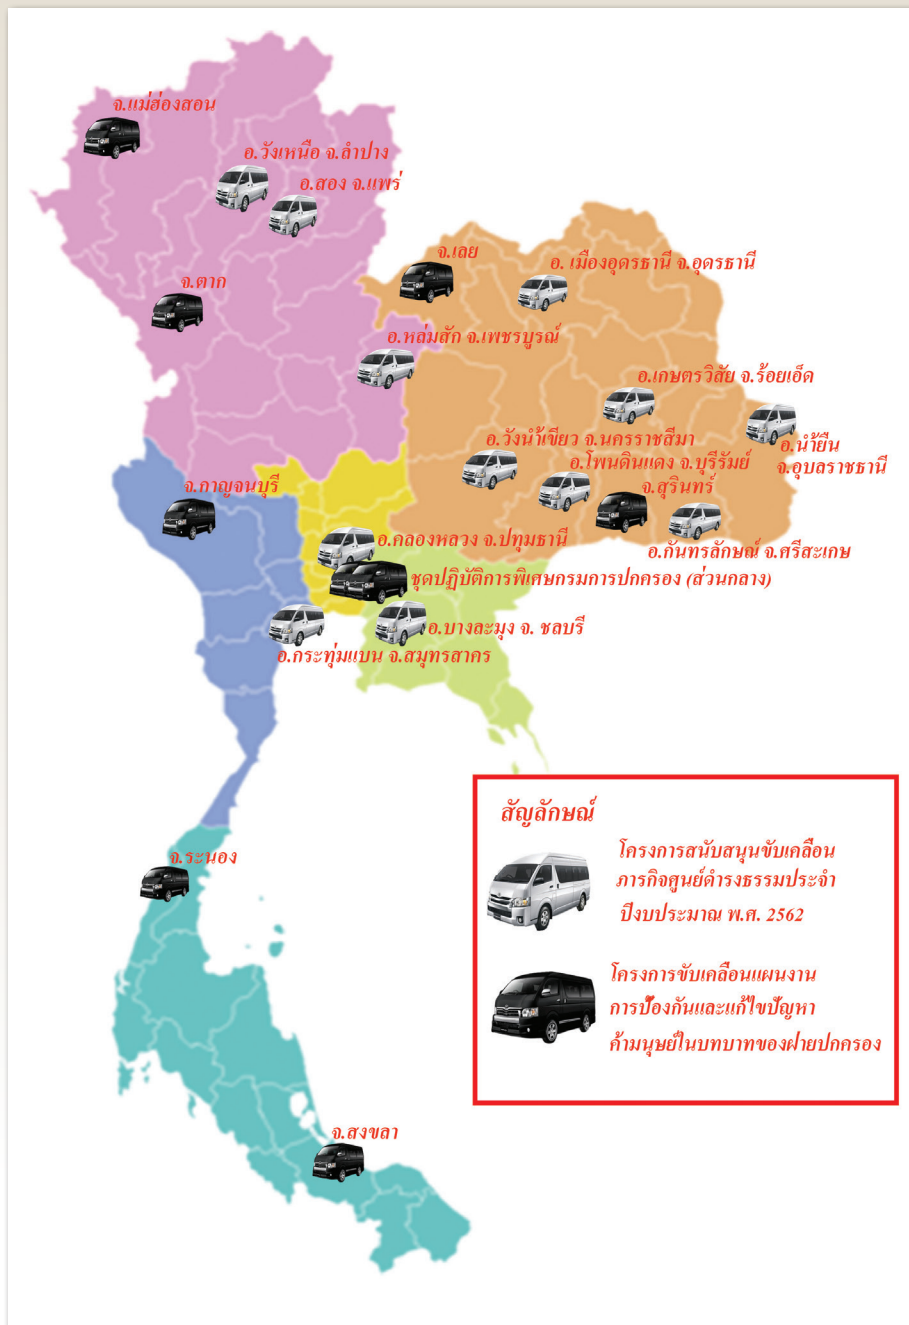 จ.แม่ฮ่องสอน
อ.วังเหนือ จ.ลำปาง
อ.สอง จ.แพร่
จ.เลย
อ. เมืองอุดรธานี จ.อุดรธานี
จ.ตาก
อ.หล่มสัก จ.เพชรบูรณ์
อ.เกษตรวิสัย จ.ร้อยเอ็ด
อ.วังน้ำเขียว จ.นครราชสีมา
อ.น้ำยืน
จ.อุบลราชธานี
อ.โพนดินแดง จ.บุรีรัมย์
จ.สุรินทร์
จ.กาญจนบุรี
อ.คลองหลวง จ.ปทุมธานี
อ.กันทรลักษณ์ จ.ศรีสะเกษ
ชุดปฏิบัติการพิเศษกรมการปกครอง (ส่วนกลาง)
อ.บางละมุง จ. ชลบุรี
อ.กระทุ่มแบน จ.สมุทรสาคร
สัญลักษณ์
โครงการสนับสนุนขับเคลื่อน
ภารกิจศูนย์ดำรงธรรมประจำ
ปีงบประมาณ พ.ศ. 2562
โครงการขับเคลื่อนแผนงาน
การป้องกันและแก้ไขปัญหา
ค้ามนุษย์ในบทบาทของฝ่ายปกครอง
จ.ระนอง
จ.สงขลา